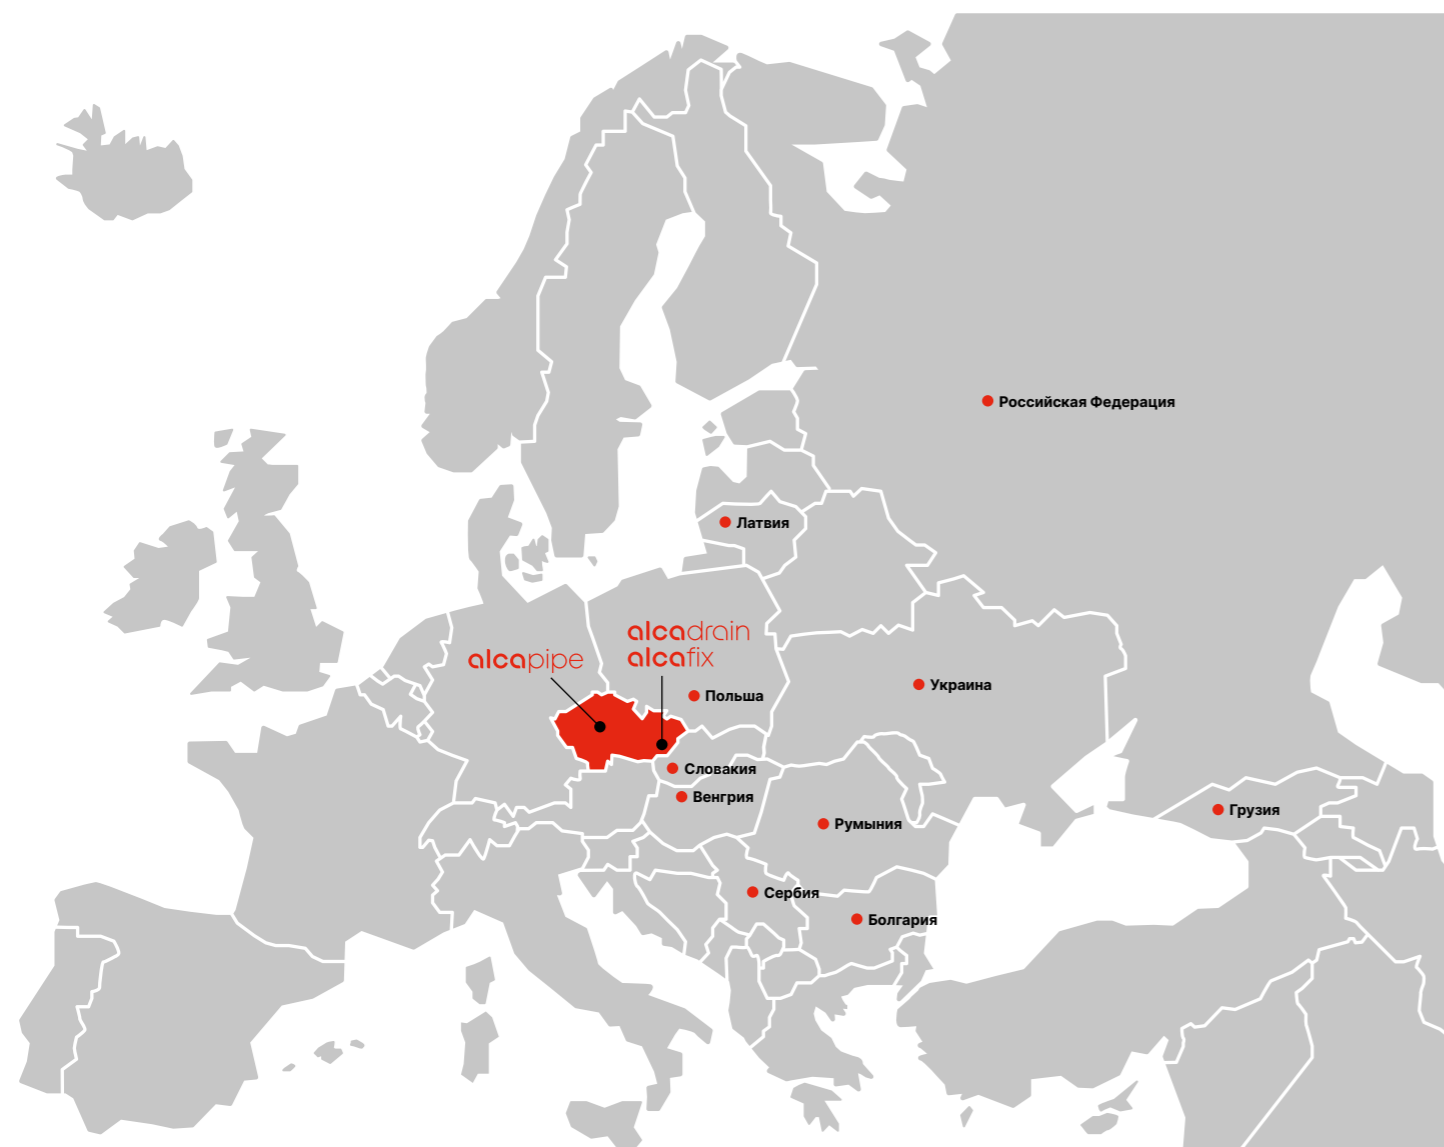 Российская Федерация
Латвия
alcadrain
alcafix
alcapipe
Украина
Польша
Словакия
Венгрия
Грузия
Румыния
Сербия
Болгария